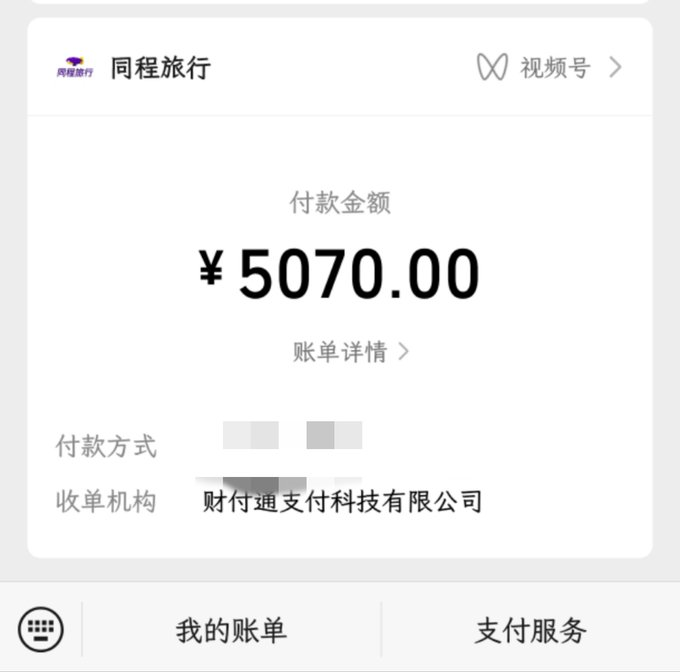 同程旅行 同程旅行 视频号
付款金额
¥5070.00
账单详情
付款方式
收单机构 财付通支付科技有限公司
我的账单 支付服务